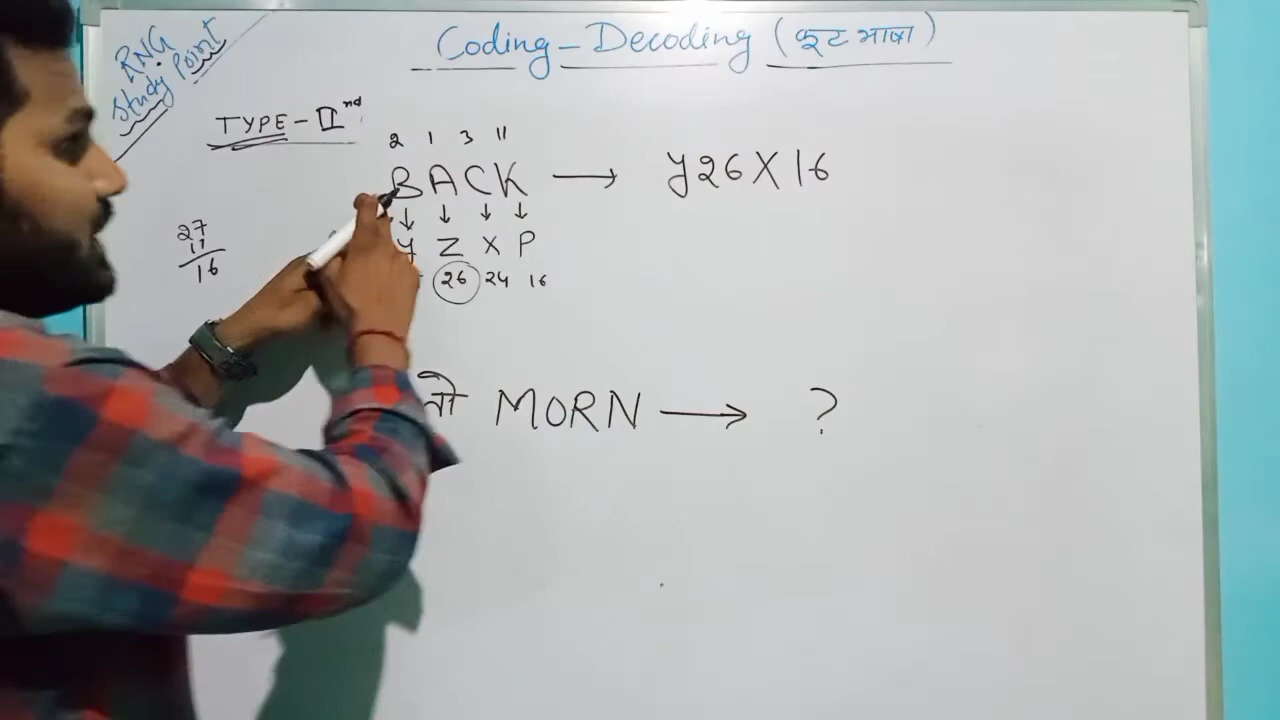 Coding-Decoding (कूट भाषा)
RNG
Study Point
TYPE-IInd
2 1 3 11
BACK → Y26X16
↓ ↓ ↓ ↓
Y Z X P
26 24 16
27
11
16
तो MORN → ?